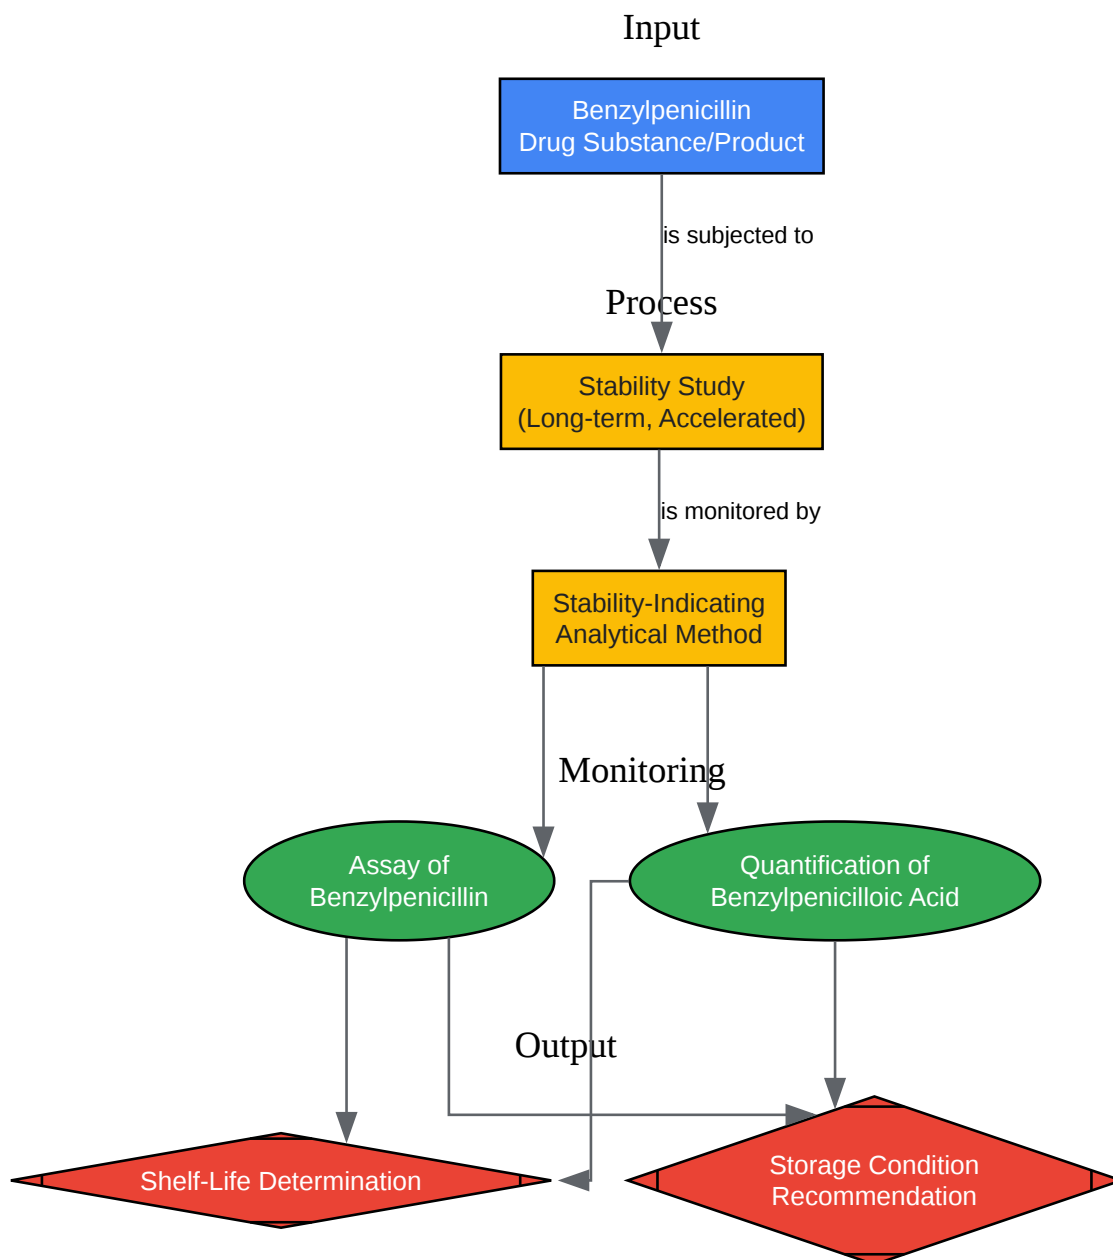 Input
Benzylpenicillin
Drug Substance/Product
is subjected to
Process
Stability Study
(Long-term, Accelerated)
is monitored by
Stability-Indicating
Analytical Method
Monitoring
Assay of
Benzylpenicillin
Quantification of
Benzylpenicilloic Acid
Output
Shelf-Life Determination
Storage Condition
Recommendation